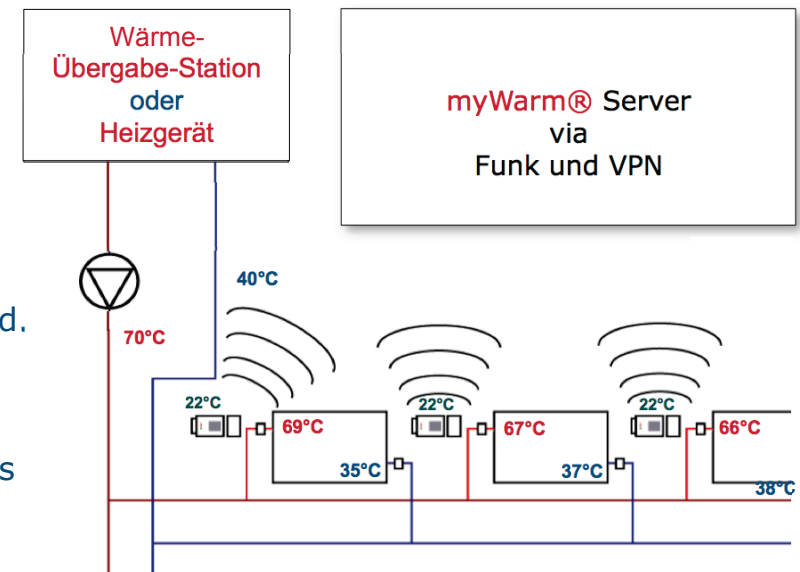 Wärme-
Übergabe-Station
oder
Heizgerät
myWarm® Server
via
Funk und VPN
40°C
d.
70°C
22°C
22°C
22°C
69°C
67°C
66°C
s
35°C
37°C
38°C